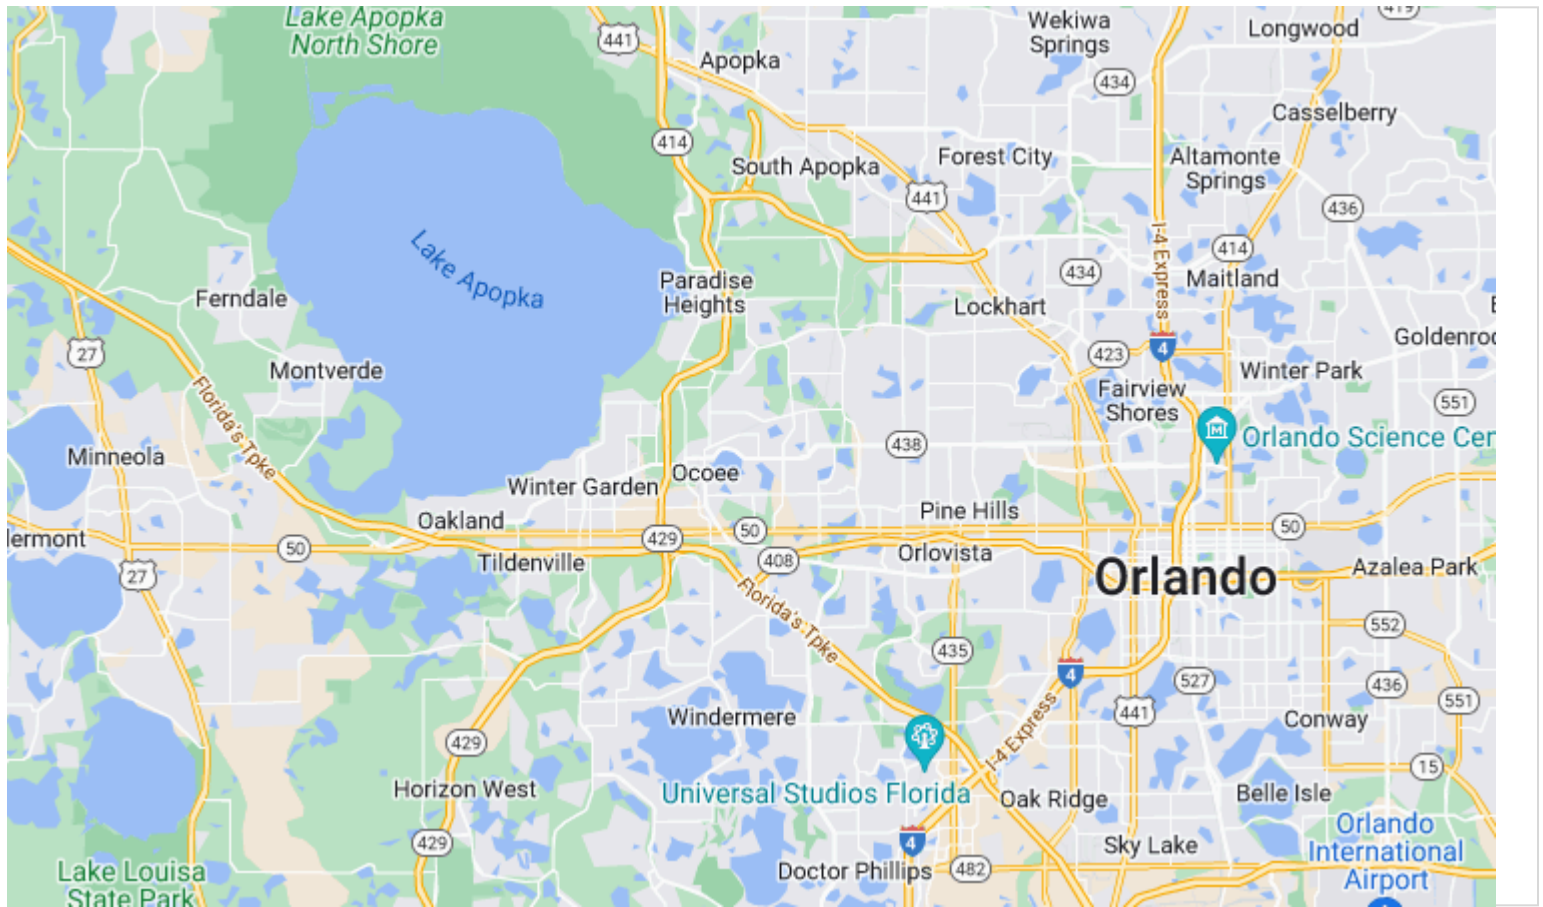 Lake Apopka
North Shore
441
Apopka
Wekiwa
Springs
Longwood
419
434
Casselberry
414
South Apopka
Forest City
Altamonte
Springs
441
436
I-4 Express
414
Lake Apopka
Ferndale
Paradise
Heights
434
Maitland
Lockhart
27
Montverde
423
4
Goldenroc
Winter Park
Fairview
Shores
551
Florida's Tpke
Minneola
438
Orlando Science Cer
Winter Garden
Ocoee
Oakland
Pine Hills
lermont
50
429
50
50
Tildenville
408
Orlovista
Orlando
Azalea Park
27
Florida's Tpke
552
435
4
527
436
551
441
Windermere
Conway
429
I-4 Express
15
Horizon West
Universal Studios Florida
Oak Ridge
Belle Isle
429
4
Sky Lake
Orlando
International
Airport
Doctor Phillips
482
Lake Louisa
State Park